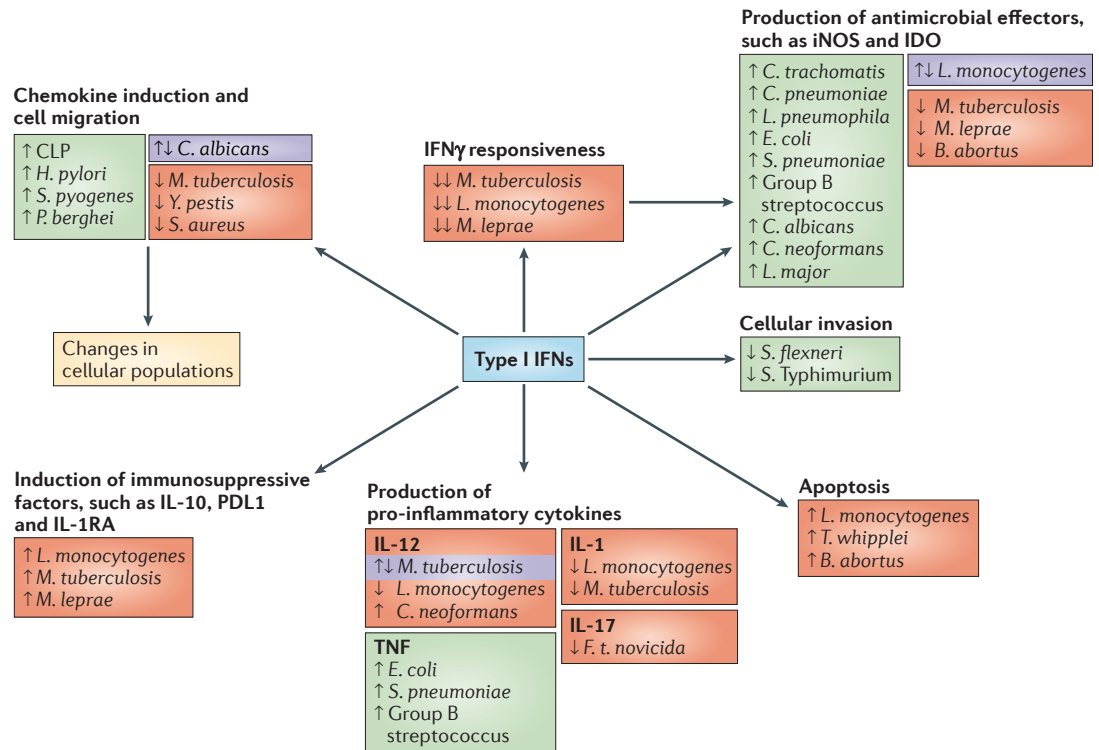 Production of antimicrobial effectors,
such as iNOS and IDO
↑ C. trachomatis
↑ C. pneumoniae
↑ L. pneumophila
↑ E. coli
↑ S. pneumoniae
↑ Group B
streptococcus
↑ C. albicans
↑ C. neoformans
↑ L. major
↑↓ L. monocytogenes
↓ M. tuberculosis
↓ M. leprae
↓ B. abortus
Chemokine induction and
cell migration
↑ CLP
↑ H. pylori
↑ S. pyogenes
↑ P. berghei
↑↓ C. albicans
↓ M. tuberculosis
↓ Y. pestis
↓ S. aureus
IFNγ responsiveness
↓↓ M. tuberculosis
↓↓ L. monocytogenes
↓↓ M. leprae
Changes in
cellular populations
Type I IFNs
Cellular invasion
↓ S. flexneri
↓ S. Typhimurium
Induction of immunosuppressive
factors, such as IL-10, PDL1
and IL-1RA
↑ L. monocytogenes
↑ M. tuberculosis
↑ M. leprae
Production of
pro-inflammatory cytokines
IL-12
↑↓ M. tuberculosis
↓ L. monocytogenes
↑ C. neoformans
IL-1
↓ L. monocytogenes
↓ M. tuberculosis
IL-17
↓ F. t. novicida
TNF
↑ E. coli
↑ S. pneumoniae
↑ Group B
streptococcus
Apoptosis
↑ L. monocytogenes
↑ T. whipplei
↑ B. abortus